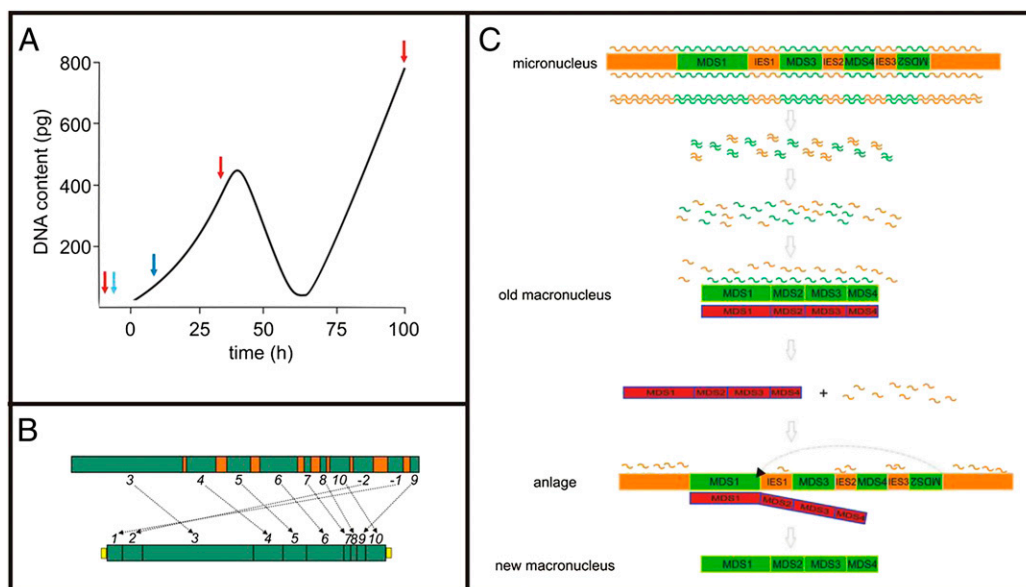 A
DNA content (pg)
800
600
400
200
0 25 50 75 100
time (h)
B
3 4 5 6 7 8 10 -2 -1 9
1 2 3 4 5 6 7 8 9 10
C
micronucleus
MDS1 IES1 MDS3 IES2 MDS4 IES3 MDS2
old macronucleus
MDS1 MDS2 MDS3 MDS4
MDS1 MDS2 MDS3 MDS4
MDS1 MDS2 MDS3 MDS4 +
anlage
MDS1 IES1 MDS3 IES2 MDS4 IES3 MDS2
MDS1 MDS2 MDS3 MDS4
new macronucleus
MDS1 MDS2 MDS3 MDS4